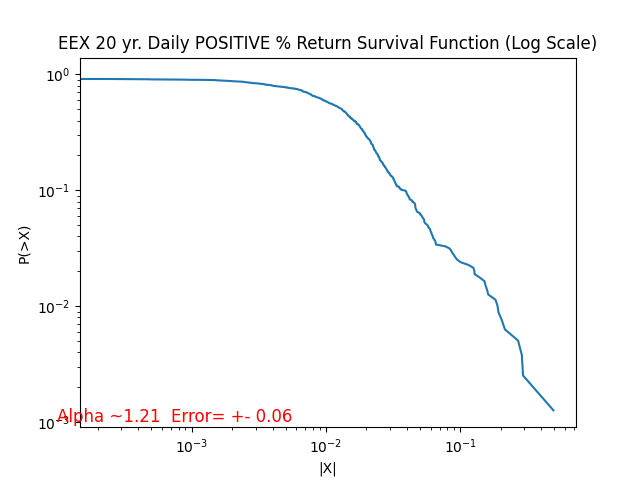 EEX 20 yr. Daily POSITIVE % Return Survival Function (Log Scale)
10⁰
10⁻¹
10⁻²
10⁻³
P(>X)
Alpha ~1.21  Error= +- 0.06
10⁻³ 10⁻² 10⁻¹
|X|